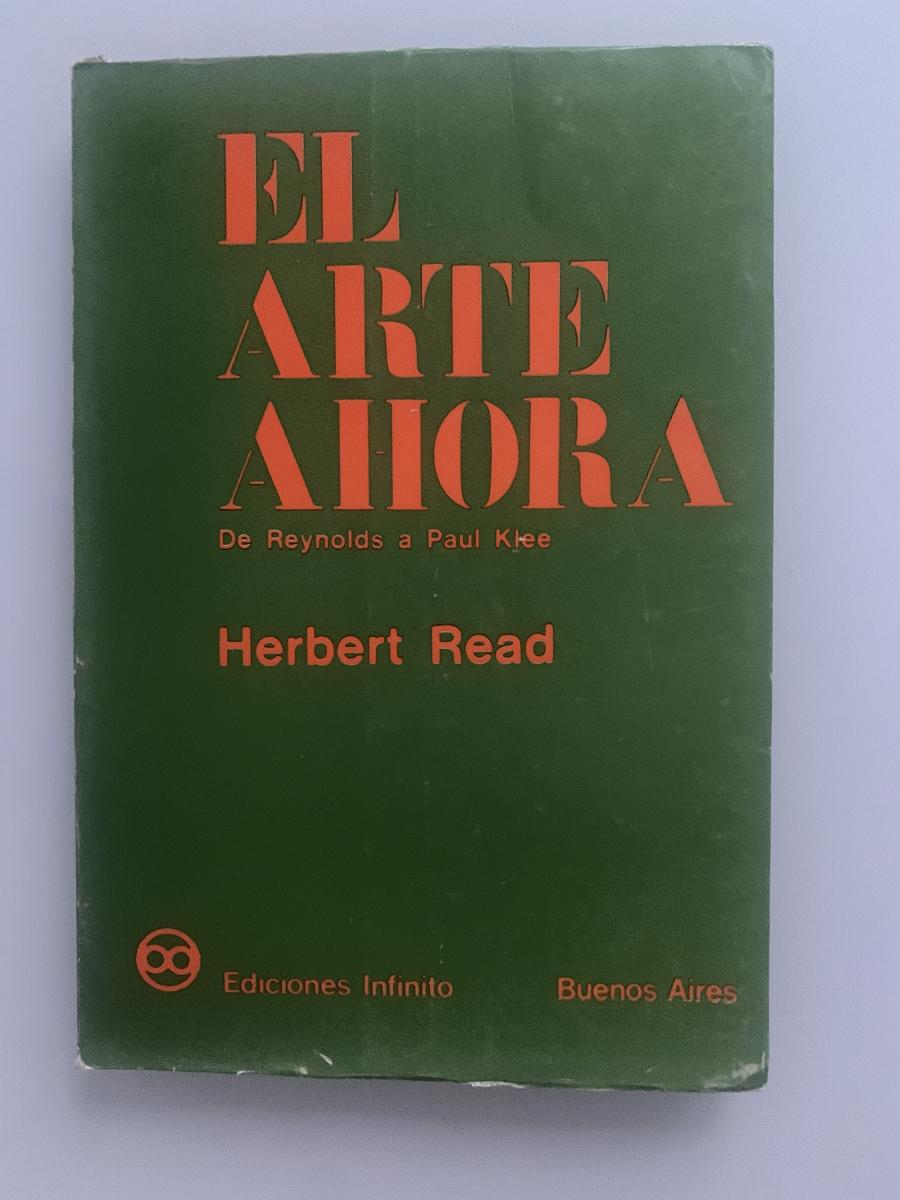 EL
ARTE
AHORA
De Reynolds a Paul Klee
Herbert Read
Ediciones Infinito Buenos Aires